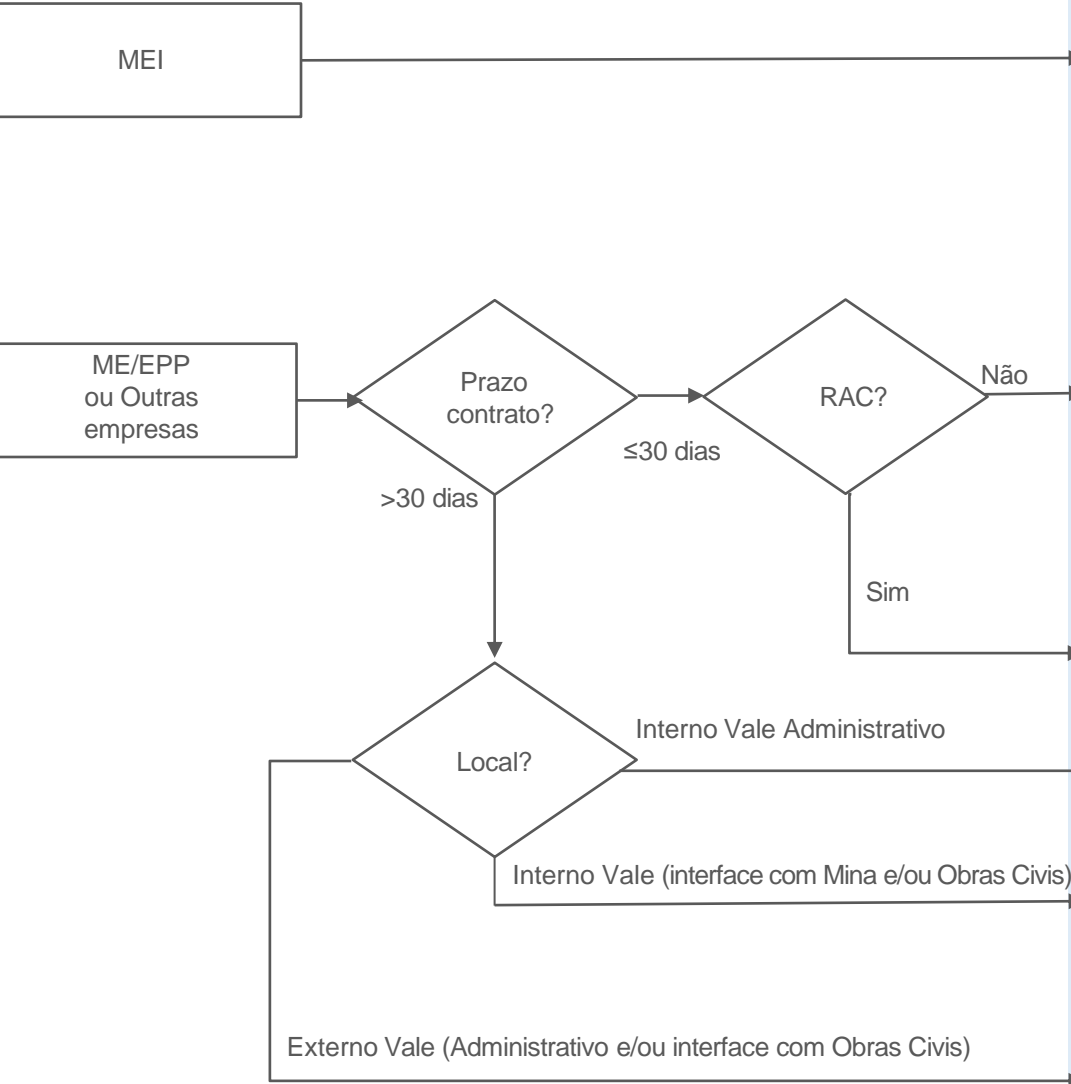 MEI
ME/EPP
ou Outras
empresas
Prazo
contrato?
≤30 dias
>30 dias
RAC?
Não
Sim
Local?
Interno Vale Administrativo
Interno Vale (interface com Mina e/ou Obras Civis)
Externo Vale (Administrativo e/ou interface com Obras Civis)